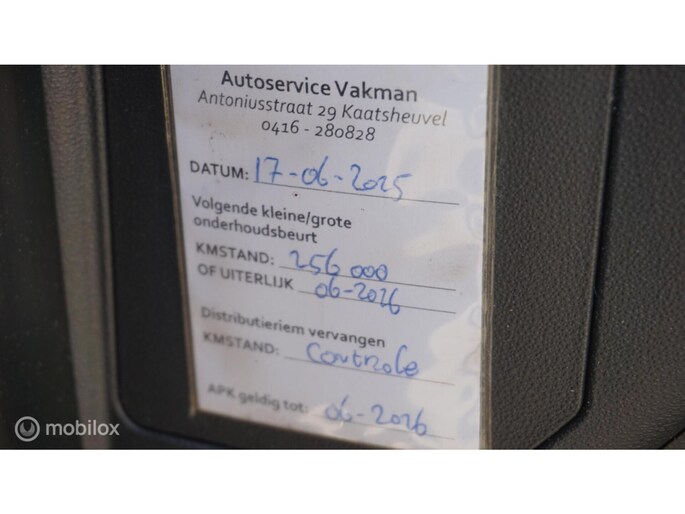 Autoservice Vakman
Antoniusstraat 29 Kaatsheuvel
0416 - 280828
DATUM: 17-06-2025
Volgende kleine/grote
onderhoudsbeurt
KMSTAND: 256 000
OF UITERLIJK 06-2026
Distributieriem vervangen
KMSTAND: Controle
APK geldig tot: 06-2026
mobilox